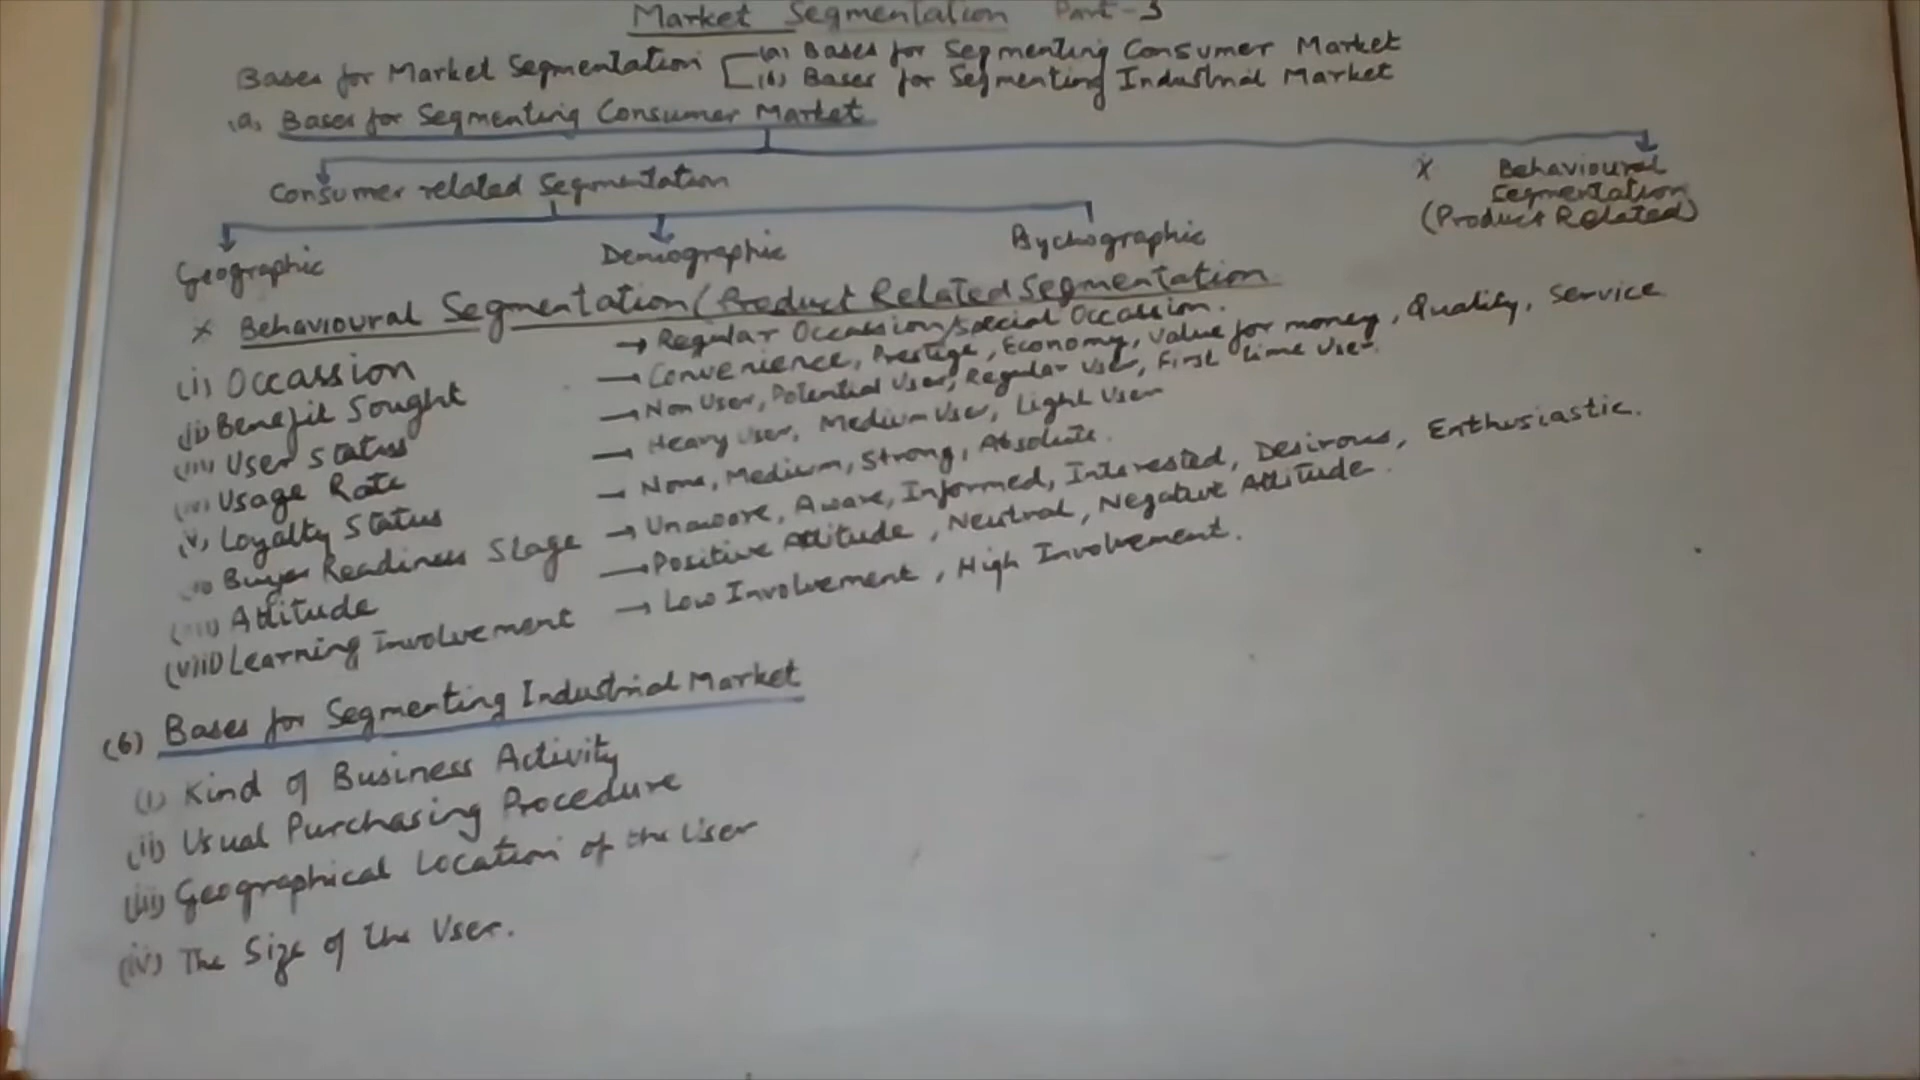 Market Segmentation Part-3
Bases for Market Segmentation (a) Bases for Segmenting Consumer Market
(b) Bases for Segmenting Industrial Market
(a) Bases for Segmenting Consumer Market
Consumer related Segmentation
X Behavioural Segmentation (Product Related)
Geographic Demographic Psychographic
X Behavioural Segmentation (Product Related Segmentation
(i) Occassion → Regular Occassion/special Occassion.
(ii) Benefit Sought → Convenience, Prestige, Economy, Value for money, Quality, Service
(iii) User Status → Non User, Potential User, Regular User, First time User.
(iv) Usage Rate → Heavy User, Medium User, Light User
(v) Loyalty Status → None, Medium, Strong, Absolute.
(vi) Buyer Readiness Stage → Unaware, Aware, Informed, Interested, Desirous, Enthusiastic.
(vii) Attitude → Positive Attitude, Neutral, Negative Attitude.
(viii) Learning Involvement → Low Involvement, High Involvement.
(b) Bases for Segmenting Industrial Market
(i) Kind of Business Activity
(ii) Usual Purchasing Procedure
(iii) Geographical Location of the User
(iv) The Size of the User.